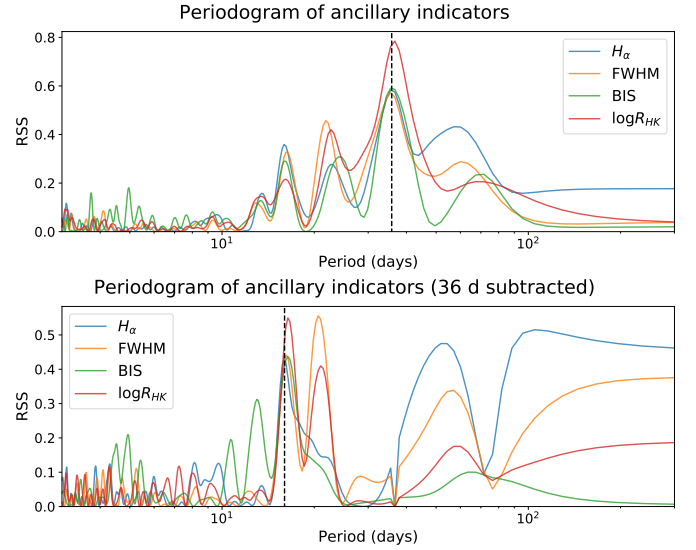 Periodogram of ancillary indicators
0.8
0.6
0.4
0.2
0.0
RSS
Hα
FWHM
BIS
logRHK
10¹
10²
Period (days)
Periodogram of ancillary indicators (36 d subtracted)
0.5
0.4
0.3
0.2
0.1
0.0
RSS
Hα
FWHM
BIS
logRHK
10¹
10²
Period (days)